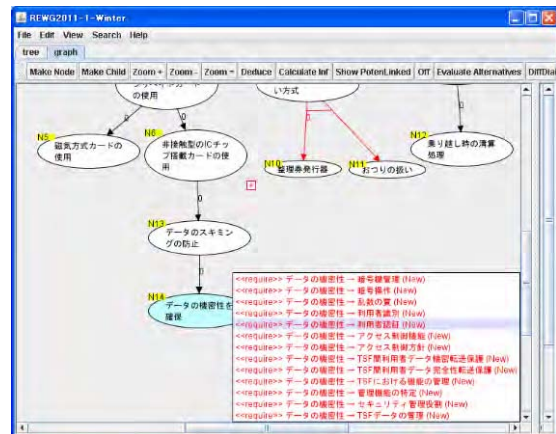 REWG2011-1-Winter
File Edit View Search Help
tree graph
Make Node Make Child Zoom + Zoom - Zoom = Deduce Calculate Inf Show PotenLinked Off Evaluate Alternatives DiffDia
の使用
い方式
N5
磁気方式カードの
使用
N6
非接触型のICチッ
プ搭載カードの使
用
N10
整理券発行器
N11
おつりの扱い
N12
乗り越し時の清算
処理
N13
データのスキミン
グの防止
N14
データの機密性を
確保
<<require>> データの機密性 → 暗号鍵管理 (New)
<<require>> データの機密性 → 暗号操作 (New)
<<require>> データの機密性 → 乱数の質 (New)
<<require>> データの機密性 → 利用者識別 (New)
<<require>> データの機密性 → 利用者認証 (New)
<<require>> データの機密性 → アクセス制御機能 (New)
<<require>> データの機密性 → アクセス制御方針 (New)
<<require>> データの機密性 → TSF間利用者データ機密転送保護 (New)
<<require>> データの機密性 → TSF間利用者データ完全性転送保護 (New)
<<require>> データの機密性 → TSFにおける機能の管理 (New)
<<require>> データの機密性 → 管理機能の特定 (New)
<<require>> データの機密性 → セキュリティ管理役割 (New)
<<require>> データの機密性 → TSFデータの管理 (New)